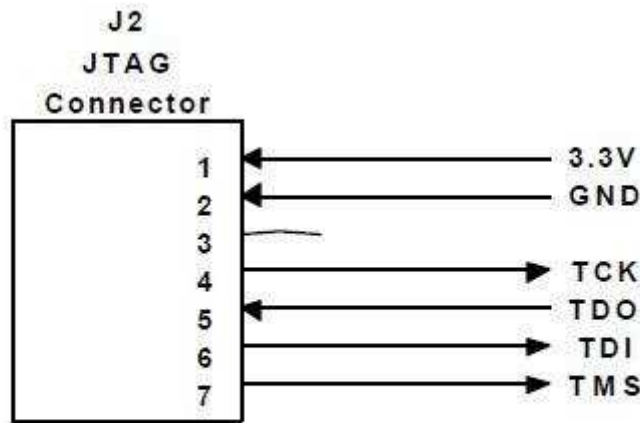 J2
JTAG
Connector
1 3.3V
2 GND
3
4 TCK
5 TDO
6 TDI
7 TMS